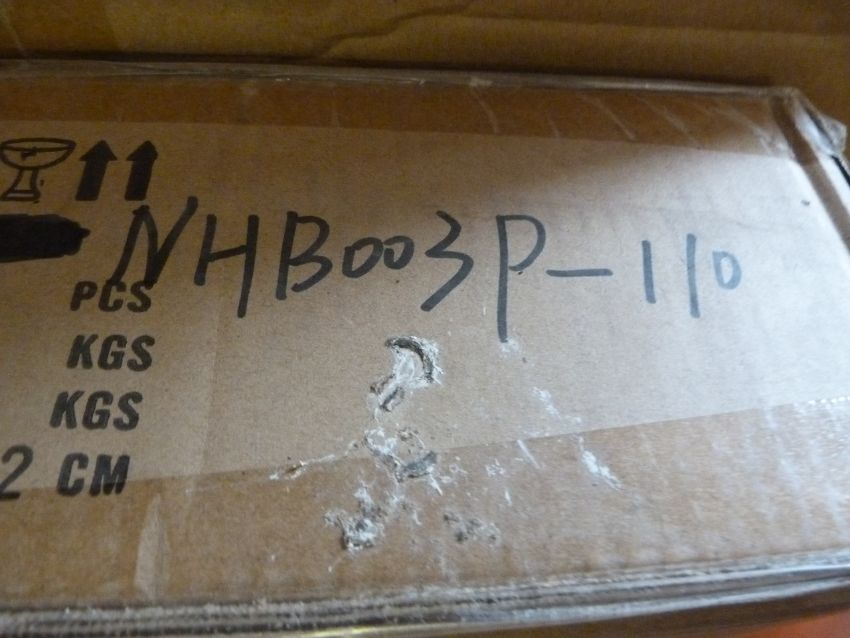 NHB003P-110
PCS
KGS
KGS
2 CM